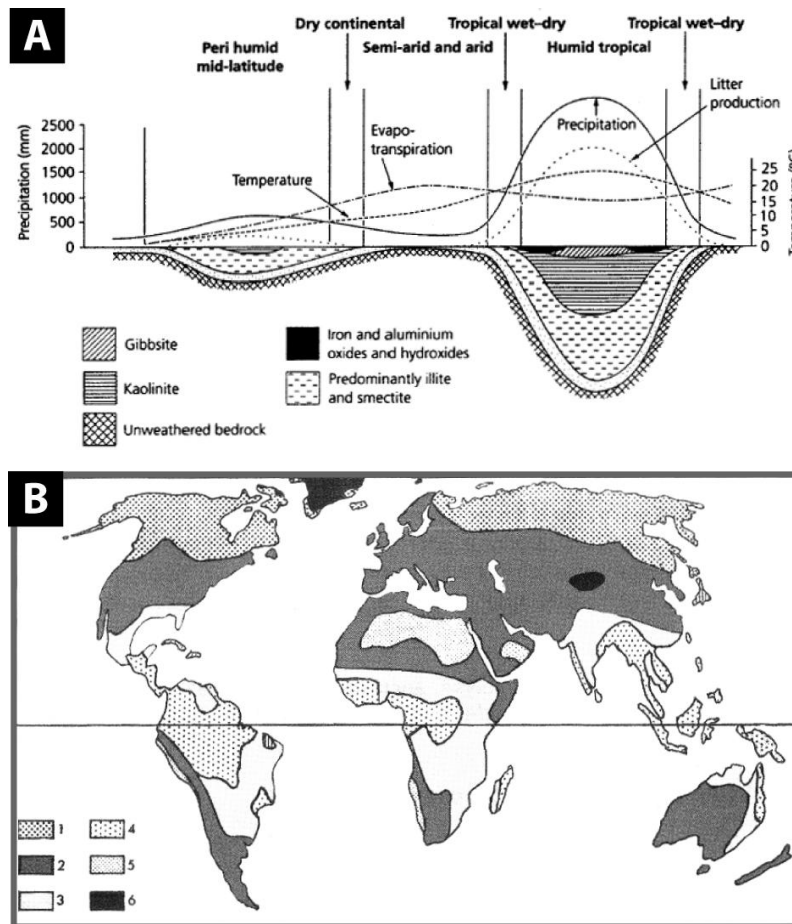 A
Dry continental
Tropical wet–dry
Tropical wet–dry
Peri humid
mid-latitude
Semi-arid and arid
Humid tropical
Litter
production
Precipitation
Evapo-
transpiration
Temperature
Precipitation (mm)
2500
2000
1500
1000
500
0
25
20
15
10
5
0
Gibbsite
Kaolinite
Unweathered bedrock
Iron and aluminium
oxides and hydroxides
Predominantly illite
and smectite
B
1
2
3
4
5
6